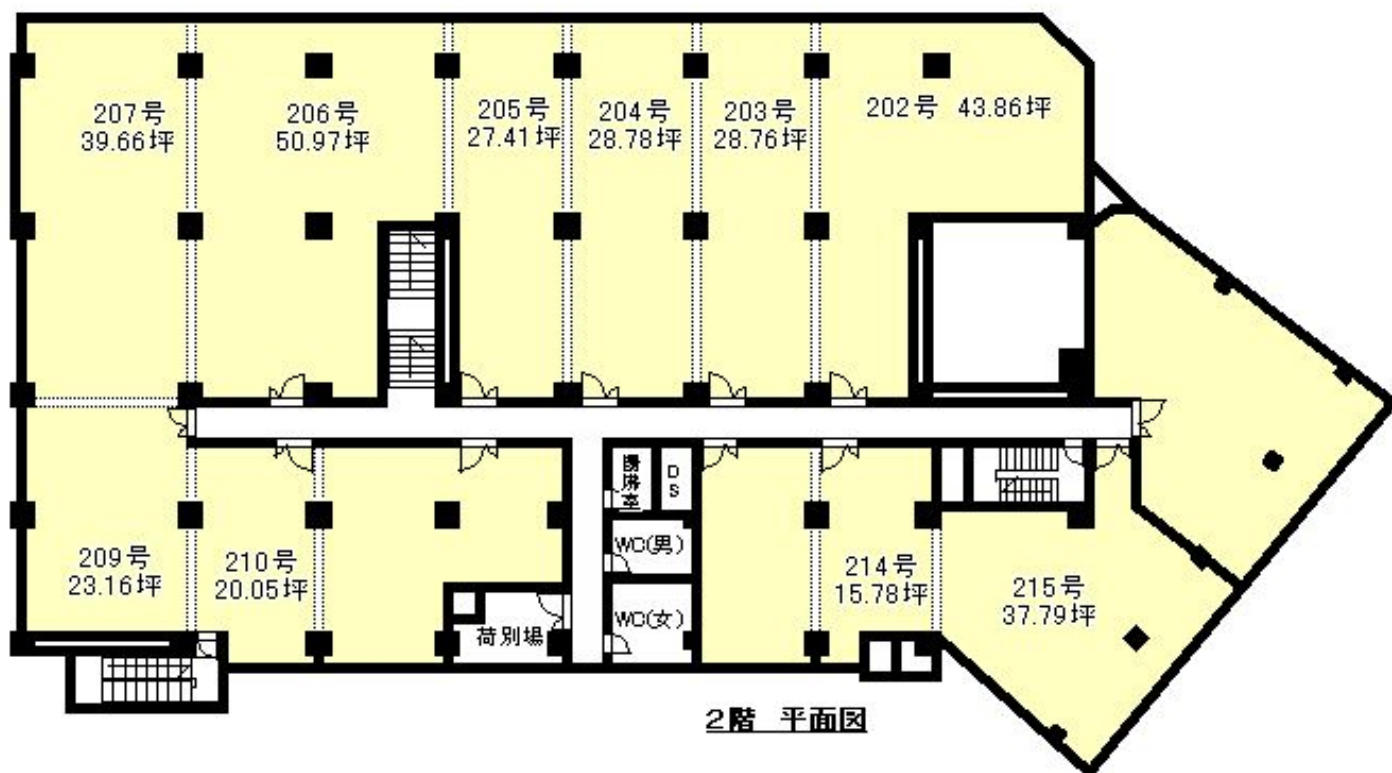 207号
39.66坪
206号
50.97坪
205号
27.41坪
204号
28.78坪
203号
28.76坪
202号 43.86坪
209号
23.16坪
210号
20.05坪
湯沸室
DS
WC(男)
WC(女)
荷別場
214号
15.78坪
215号
37.79坪
2階 平面図